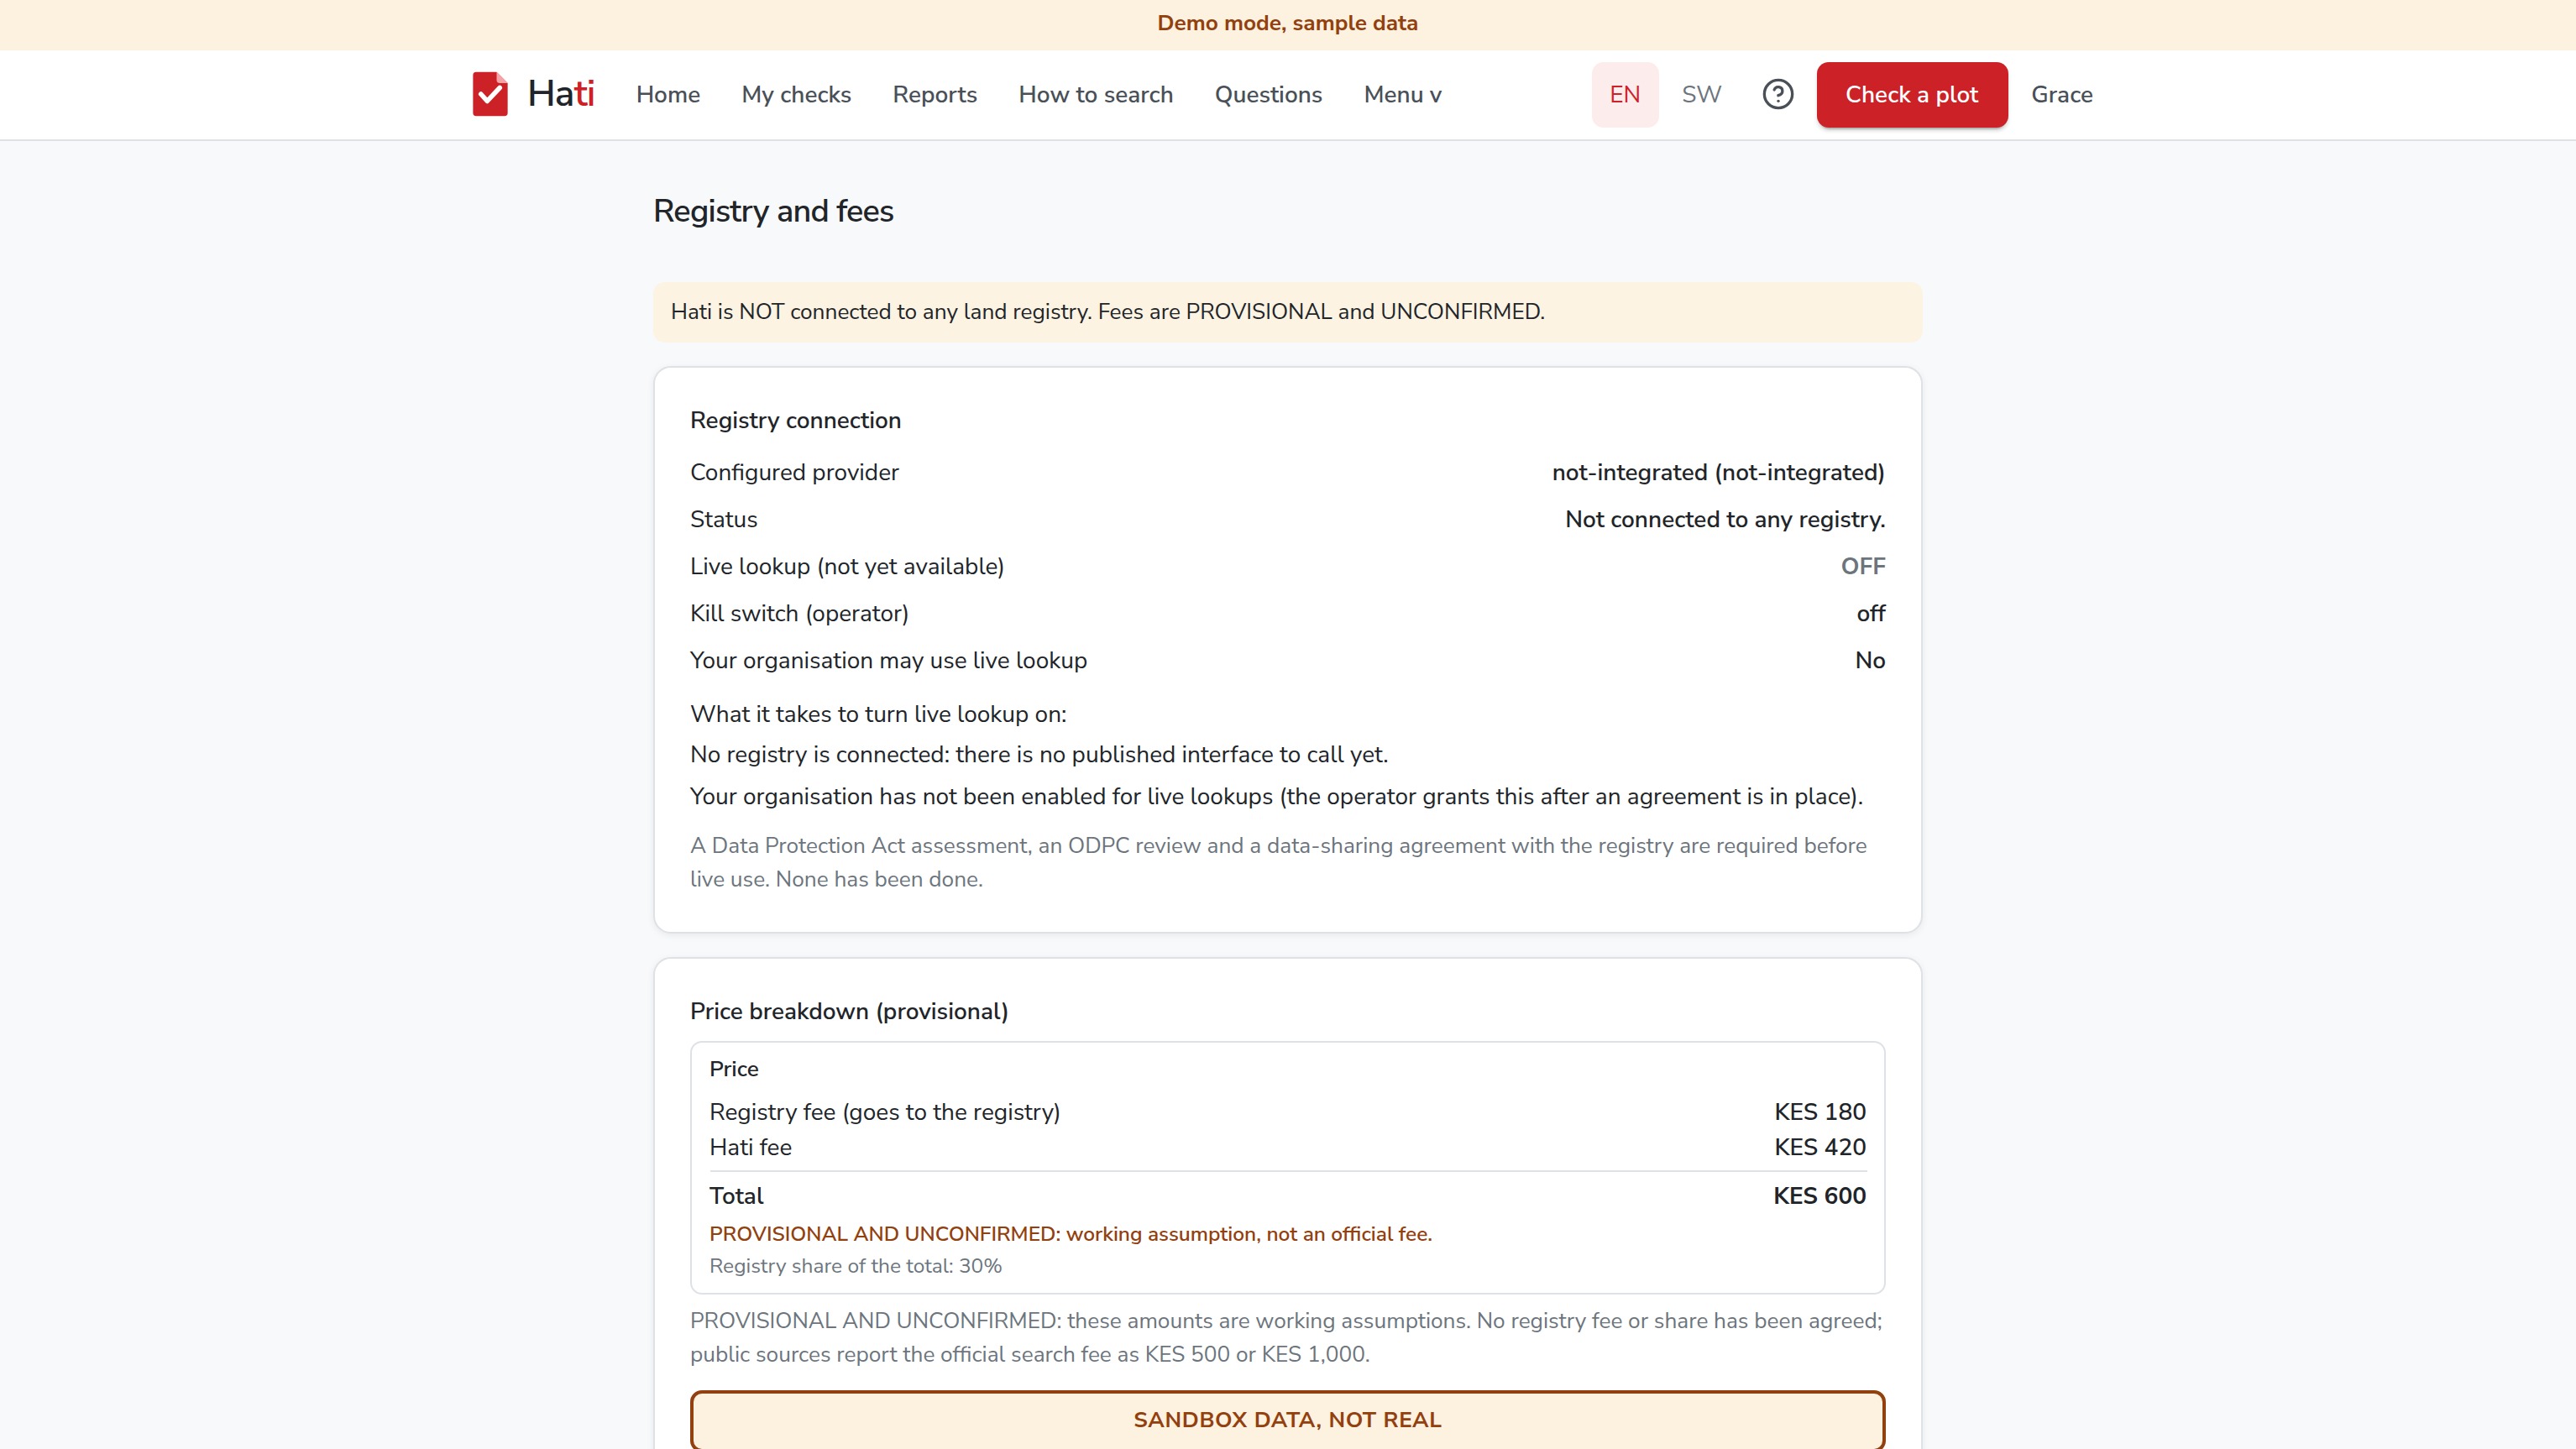 Demo mode, sample data
Hati Home My checks Reports How to search Questions Menu v EN SW ? Check a plot Grace
Registry and fees
Hati is NOT connected to any land registry. Fees are PROVISIONAL and UNCONFIRMED.
Registry connection
Configured provider not-integrated (not-integrated)
Status Not connected to any registry.
Live lookup (not yet available) OFF
Kill switch (operator) off
Your organisation may use live lookup No
What it takes to turn live lookup on:
No registry is connected: there is no published interface to call yet.
Your organisation has not been enabled for live lookups (the operator grants this after an agreement is in place).
A Data Protection Act assessment, an ODPC review and a data-sharing agreement with the registry are required before
live use. None has been done.
Price breakdown (provisional)
Price
Registry fee (goes to the registry) KES 180
Hati fee KES 420
Total KES 600
PROVISIONAL AND UNCONFIRMED: working assumption, not an official fee.
Registry share of the total: 30%
PROVISIONAL AND UNCONFIRMED: these amounts are working assumptions. No registry fee or share has been agreed;
public sources report the official search fee as KES 500 or KES 1,000.
SANDBOX DATA, NOT REAL